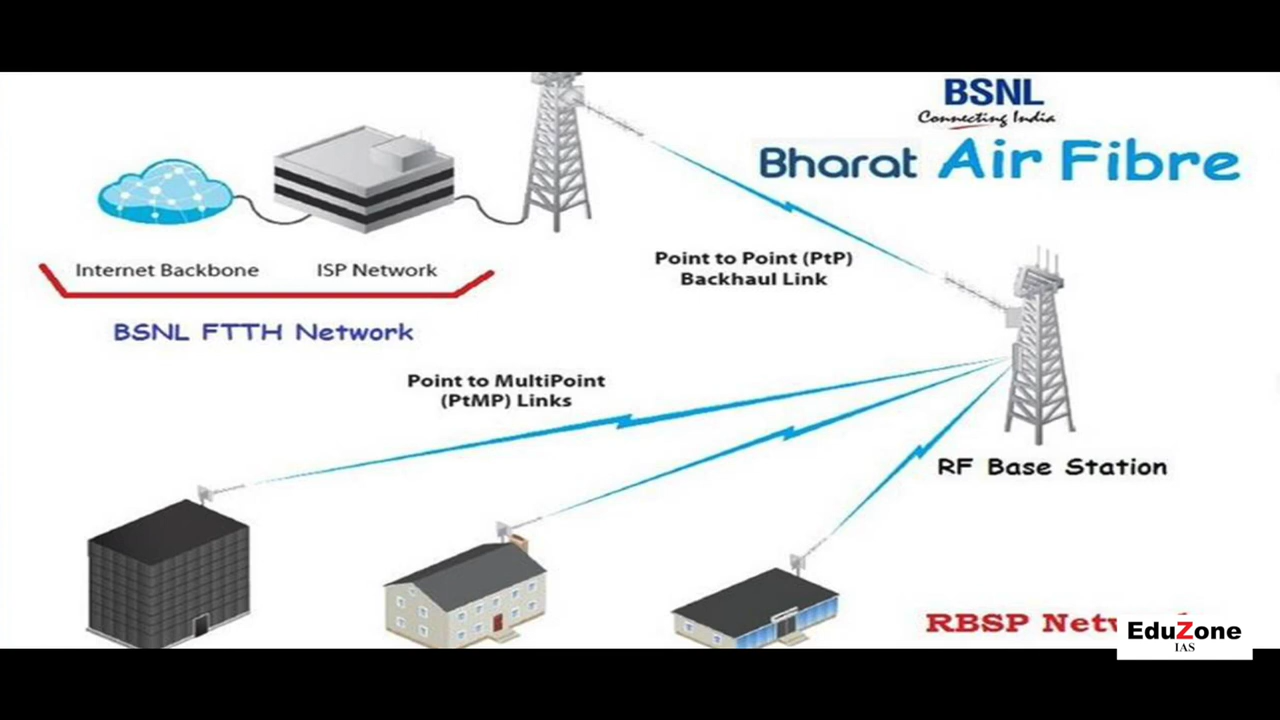 BSNL
Connecting India
Bharat Air Fibre
Internet Backbone
ISP Network
BSNL FTTH Network
Point to Point (PtP)
Backhaul Link
Point to MultiPoint
(PtMP) Links
RF Base Station
RBSP
EduZone
IAS